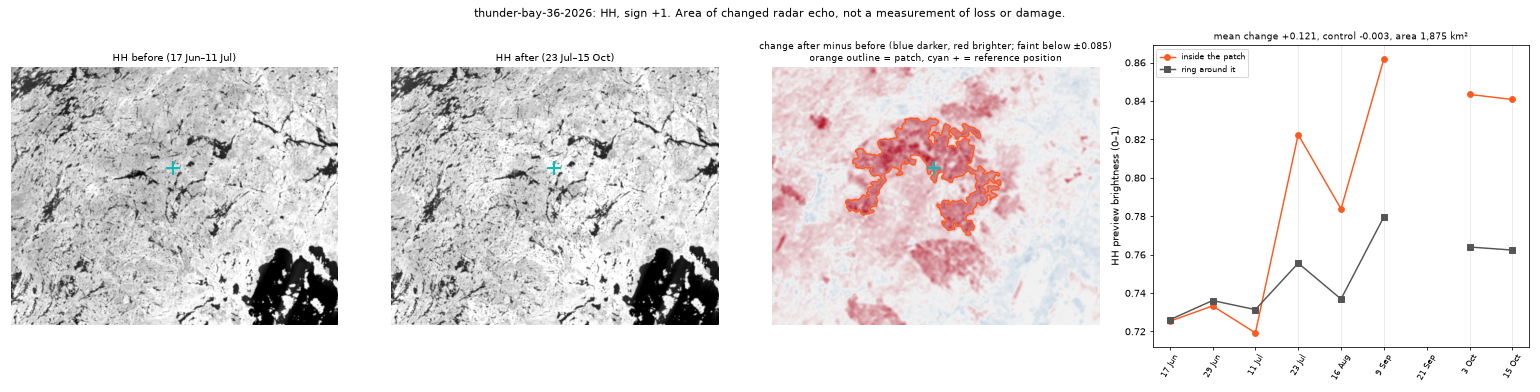 thunder-bay-36-2026: HH, sign +1. Area of changed radar echo, not a measurement of loss or damage.
HH before (17 Jun–11 Jul)
HH after (23 Jul–15 Oct)
change after minus before (blue darker, red brighter; faint below ±0.085)
orange outline = patch, cyan + = reference position
mean change +0.121, control -0.003, area 1,875 km²
inside the patch
ring around it
HH preview brightness (0–1)
0.86
0.84
0.82
0.80
0.78
0.76
0.74
0.72
17 Jun
29 Jun
11 Jul
23 Jul
16 Aug
9 Sep
21 Sep
3 Oct
15 Oct